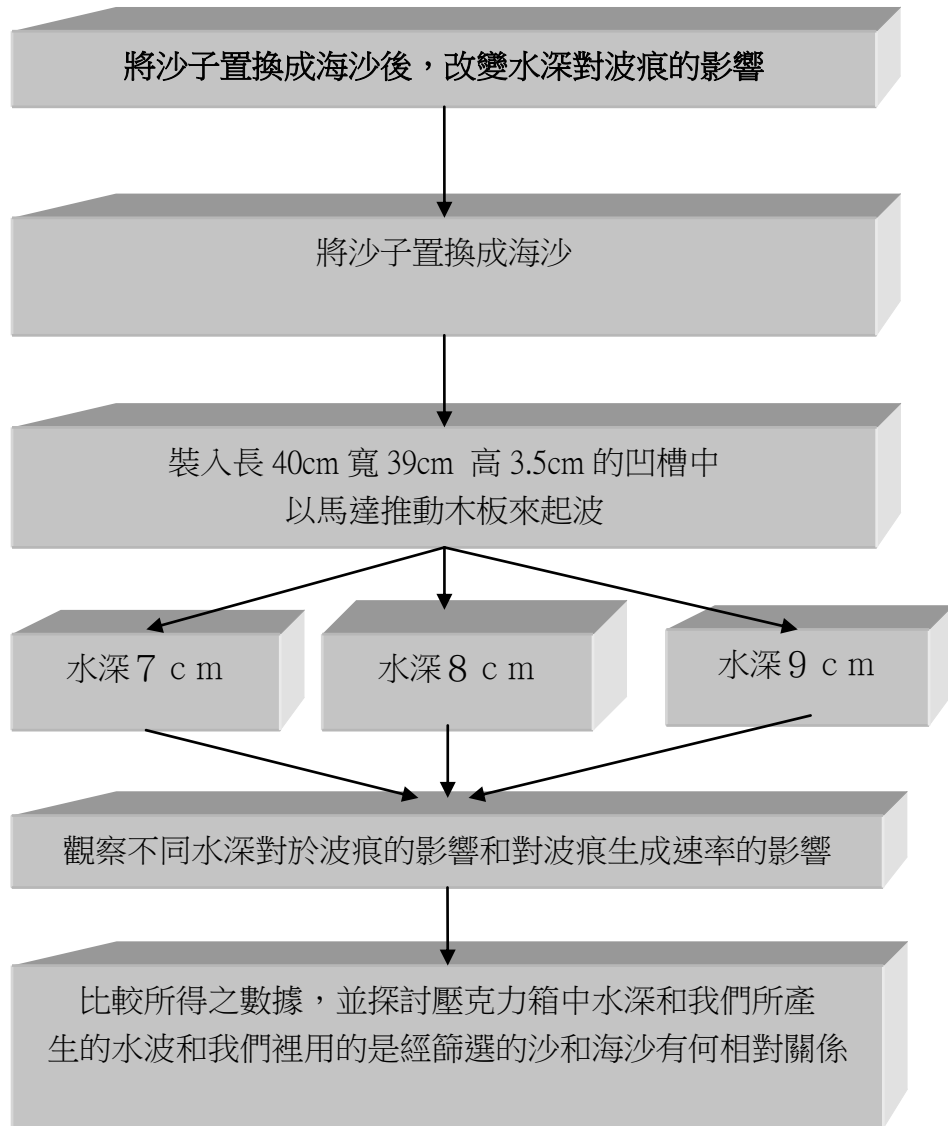 將沙子置換成海沙後，改變水深對波痕的影響
將沙子置換成海沙
裝入長 40cm 寬 39cm 高 3.5cm 的凹槽中
以馬達推動木板來起波
水深７ｃｍ
水深８ｃｍ
水深９ｃｍ
觀察不同水深對於波痕的影響和對波痕生成速率的影響
比較所得之數據，並探討壓克力箱中水深和我們所產
生的水波和我們裡用的是經篩選的沙和海沙有何相對關係